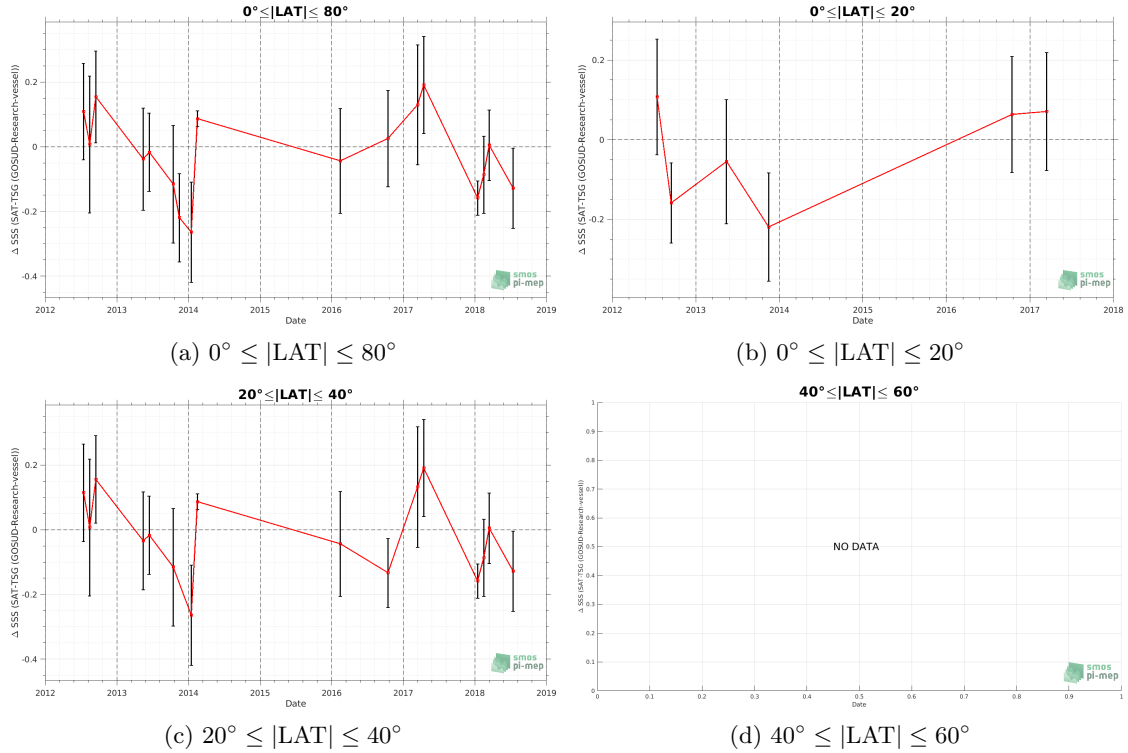 0°≤|LAT|≤ 80°
Δ SSS (SAT-TSG (GOSUD-Research-vessel))
0.2
0
-0.2
-0.4
2012 2013 2014 2015 2016 2017 2018 2019
Date
smos
pi-mep
(a) 0° ≤ |LAT| ≤ 80°
0°≤|LAT|≤ 20°
Δ SSS (SAT-TSG (GOSUD-Research-vessel))
0.2
0
-0.2
2012 2013 2014 2015 2016 2017 2018
Date
smos
pi-mep
(b) 0° ≤ |LAT| ≤ 20°
20°≤|LAT|≤ 40°
Δ SSS (SAT-TSG (GOSUD-Research-vessel))
0.2
0
-0.2
-0.4
2012 2013 2014 2015 2016 2017 2018 2019
Date
smos
pi-mep
(c) 20° ≤ |LAT| ≤ 40°
40°≤|LAT|≤ 60°
Δ SSS (SAT-TSG (GOSUD-Research-vessel))
1
0.9
0.8
0.7
0.6
0.5
0.4
0.3
0.2
0.1
0
NO DATA
0 0.1 0.2 0.3 0.4 0.5 0.6 0.7 0.8 0.9 1
Date
smos
pi-mep
(d) 40° ≤ |LAT| ≤ 60°